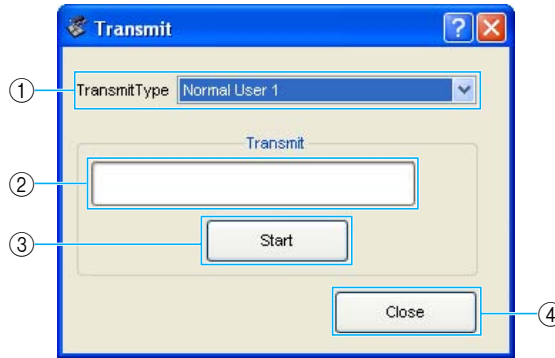 Transmit
① TransmitType Normal User 1
Transmit
②
③ Start
Close ④